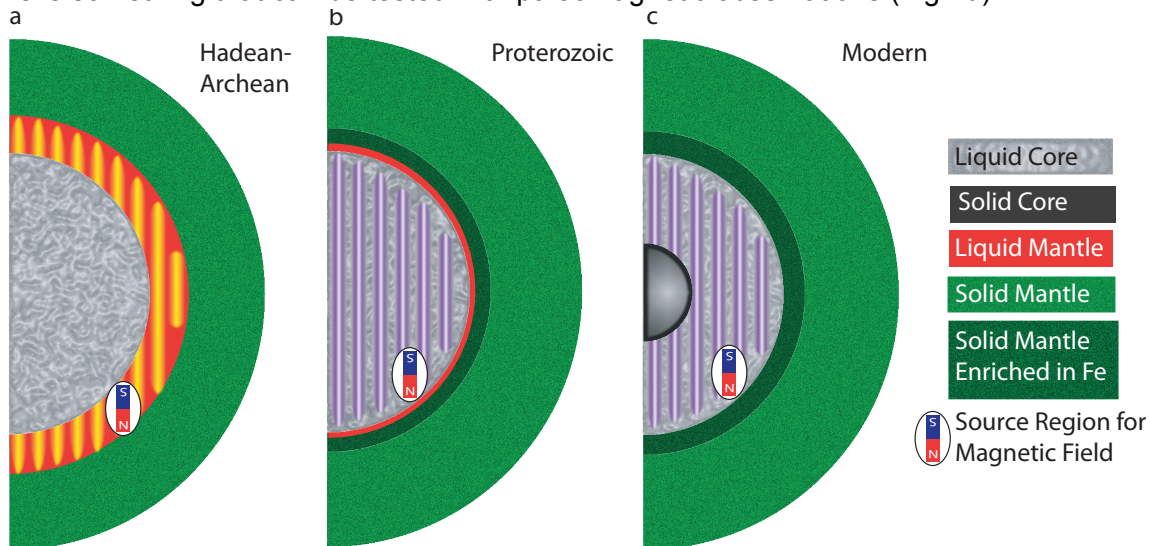 a
b
c
Hadean-
Archean
Proterozoic
Modern
Liquid Core
Solid Core
Liquid Mantle
Solid Mantle
Solid Mantle
Enriched in Fe
Source Region for
Magnetic Field
S
N
S
N
S
N
S
N